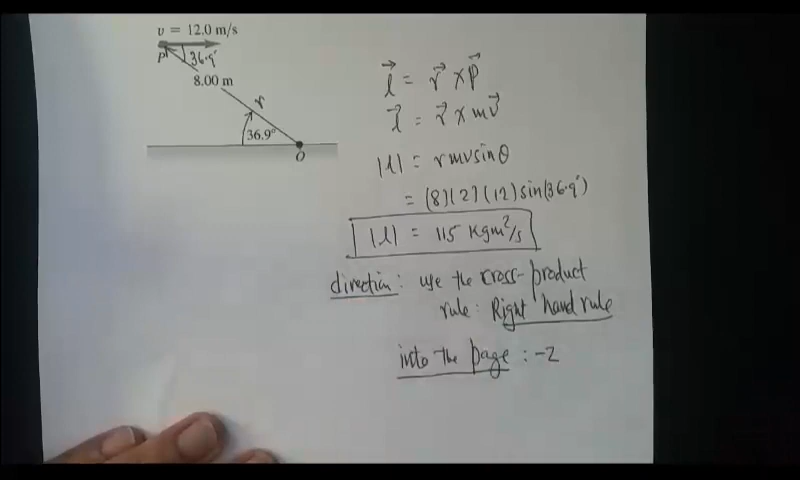 v = 12.0 m/s
P 36.9°
8.00 m
r
36.9°
O
l⃗ = r⃗ × p⃗
l⃗ = r⃗ × mv⃗
|l| = rmvsinθ
= (8)(2)(12)sin(36.9°)
|l| = 115 kgm²/s
direction: use the cross-product
rule: Right hand rule
into the page : -z